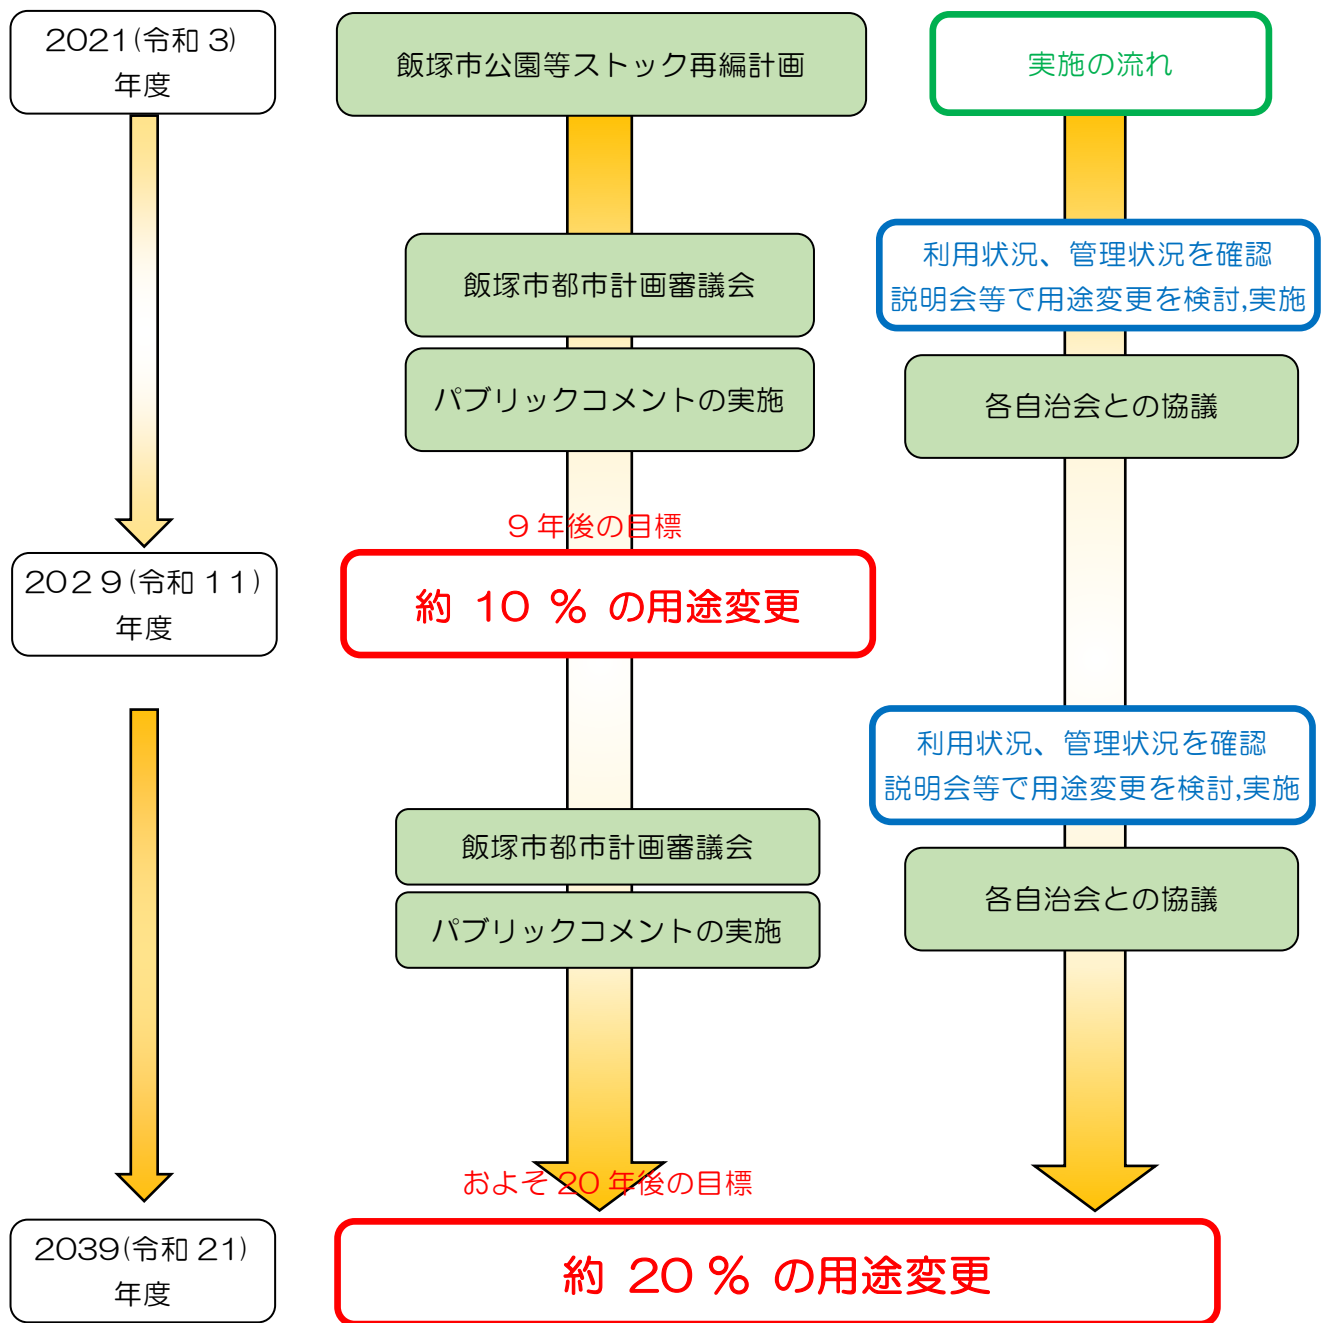 2021(令和 3)
年度
飯塚市公園等ストック再編計画
実施の流れ
飯塚市都市計画審議会
利用状況、管理状況を確認
説明会等で用途変更を検討,実施
パブリックコメントの実施
各自治会との協議
9 年後の目標
202９(令和 1１)
年度
約 10 % の用途変更
利用状況、管理状況を確認
説明会等で用途変更を検討,実施
飯塚市都市計画審議会
パブリックコメントの実施
各自治会との協議
およそ 20 年後の目標
2039(令和 21)
年度
約 20 % の用途変更